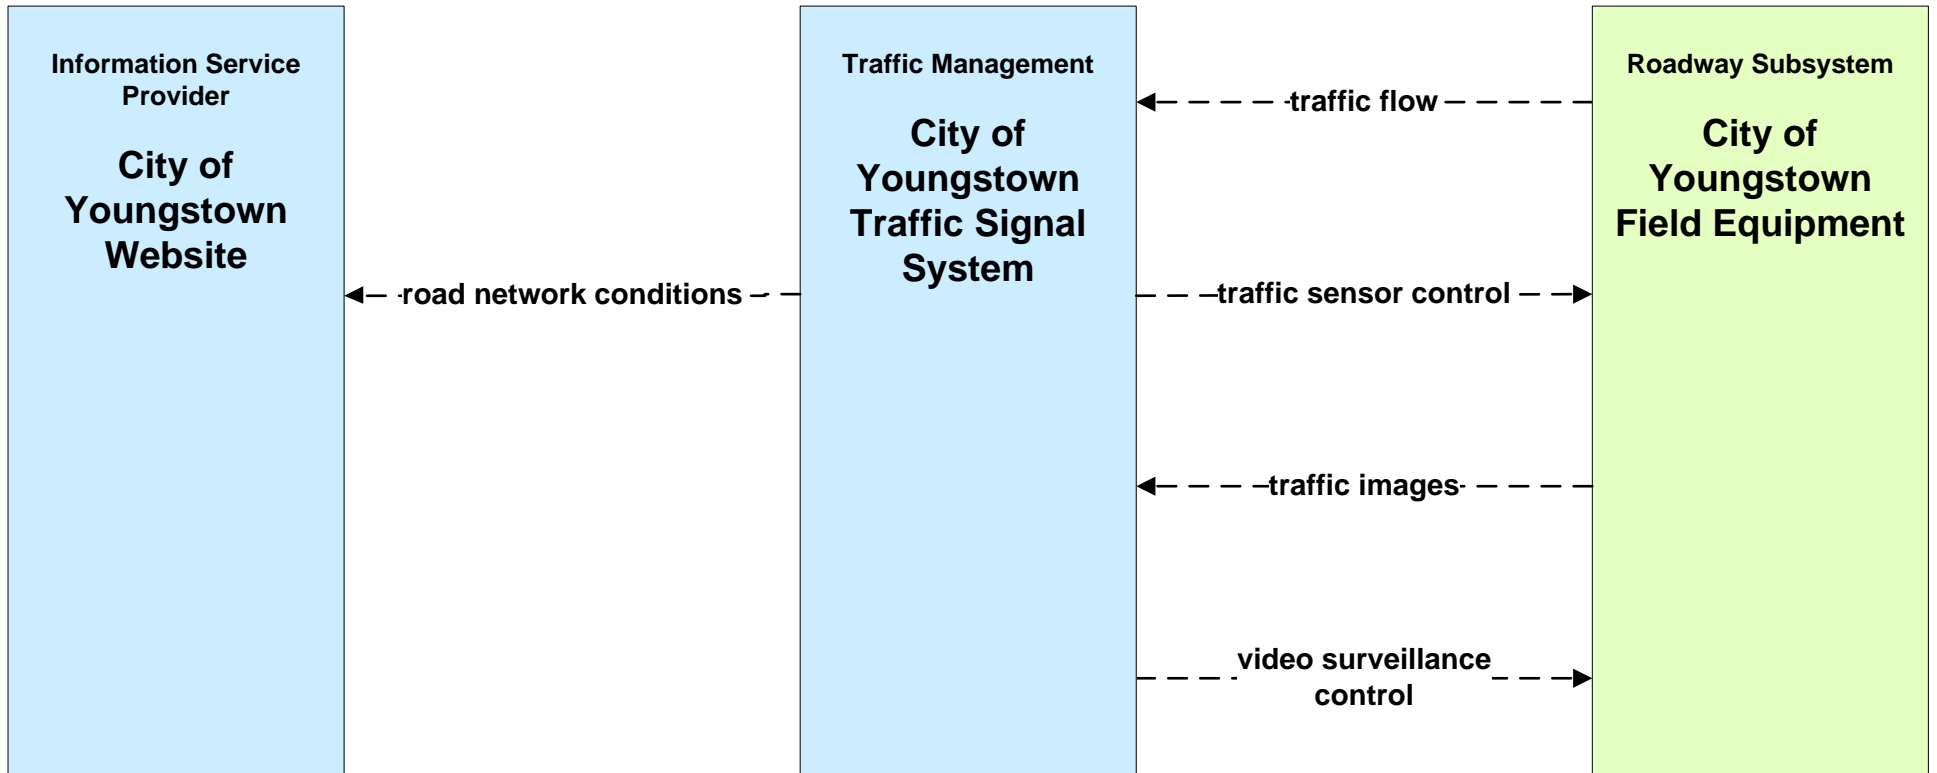 Information Service
Provider
City of
Youngstown
Website
road network conditions
Traffic Management
City of
Youngstown
Traffic Signal
System
traffic flow
traffic sensor control
traffic images
video surveillance
control
Roadway Subsystem
City of
Youngstown
Field Equipment